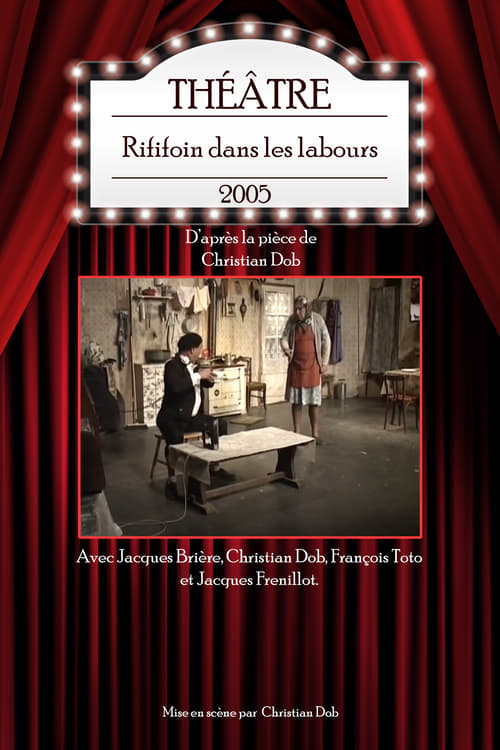 THÉÂTRE
Rififoin dans les labours
2005
D'après la pièce de
Christian Dob
Avec Jacques Brière, Christian Dob, François Toto
et Jacques Frenillot.
Mise en scène par Christian Dob